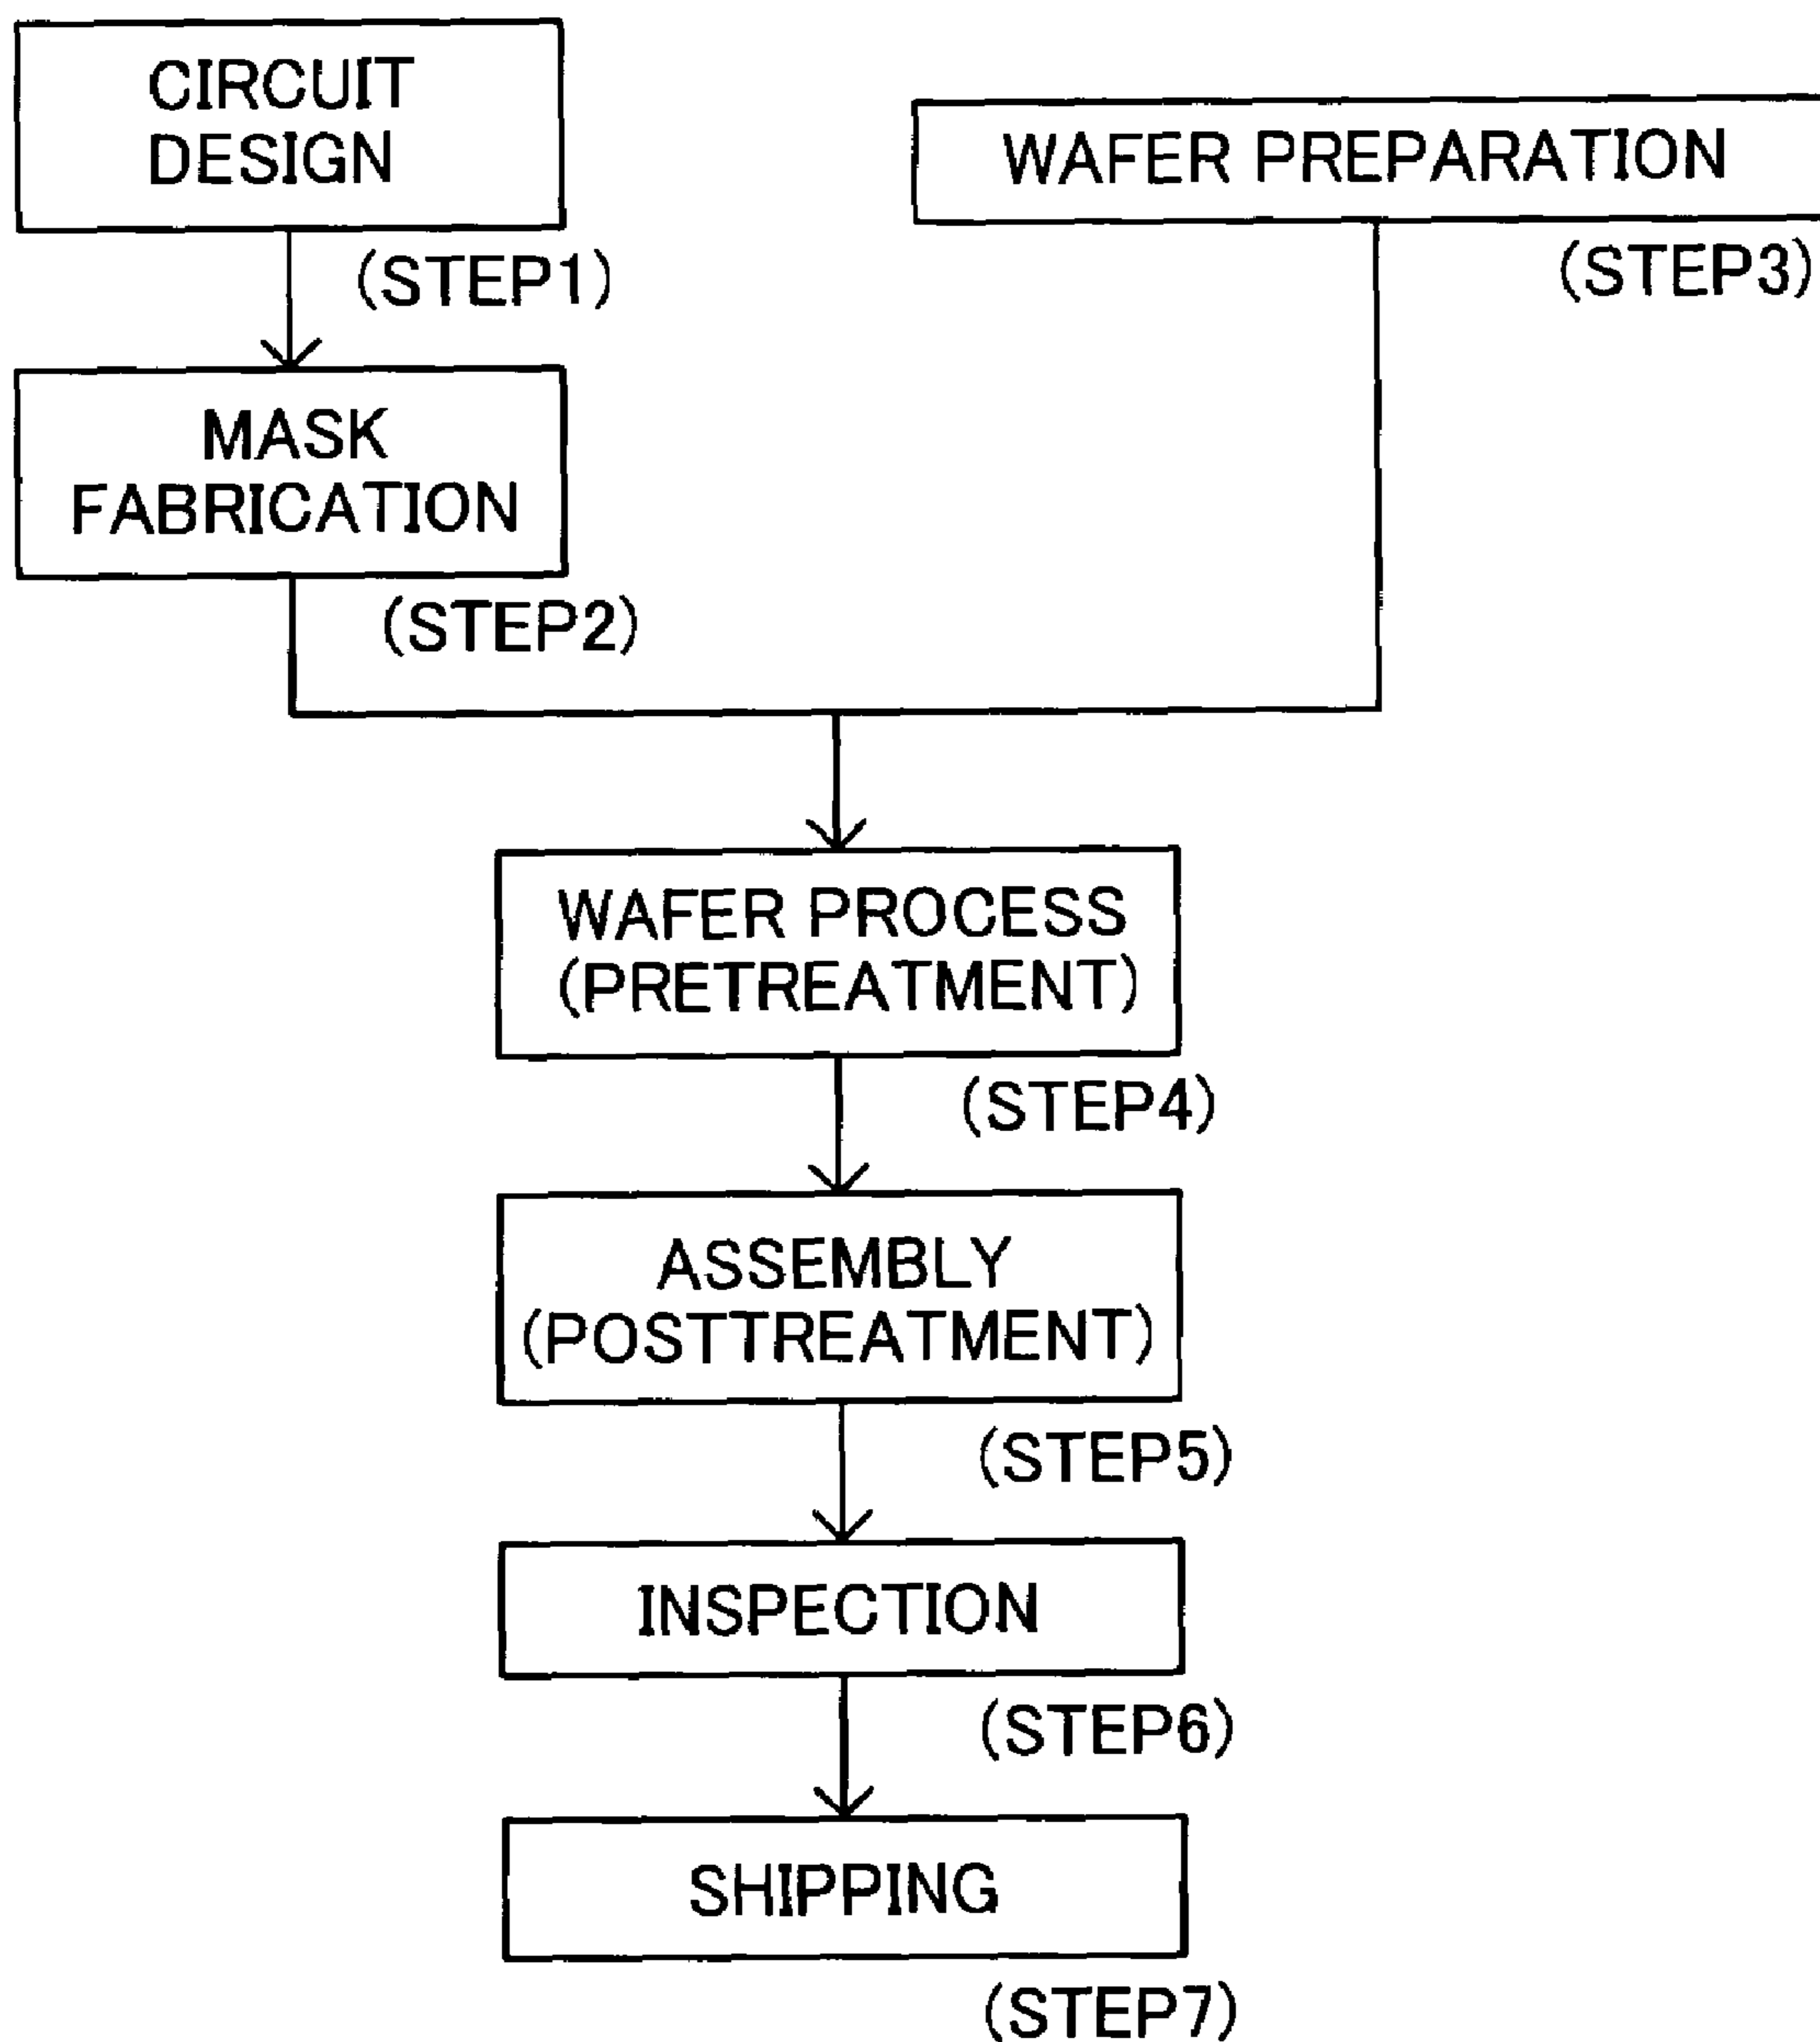 CIRCUIT
DESIGN
(STEP1)
MASK
FABRICATION
(STEP2)
WAFER PREPARATION
(STEP3)
WAFER PROCESS
(PRETREATMENT)
(STEP4)
ASSEMBLY
(POSTTREATMENT)
(STEP5)
INSPECTION
(STEP6)
SHIPPING
(STEP7)